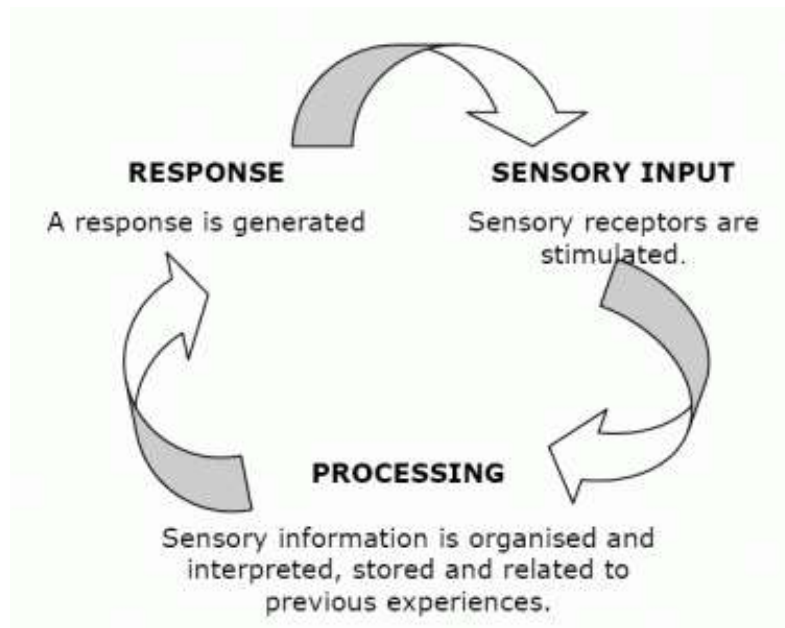 RESPONSE
A response is generated
SENSORY INPUT
Sensory receptors are
stimulated.
PROCESSING
Sensory information is organised and
interpreted, stored and related to
previous experiences.